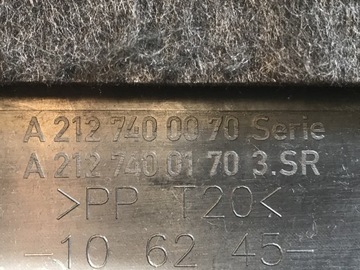 A 212 740 00 70 Serie
A 212 740 01 70 3.SR
>PP T20<
-10 62 45-